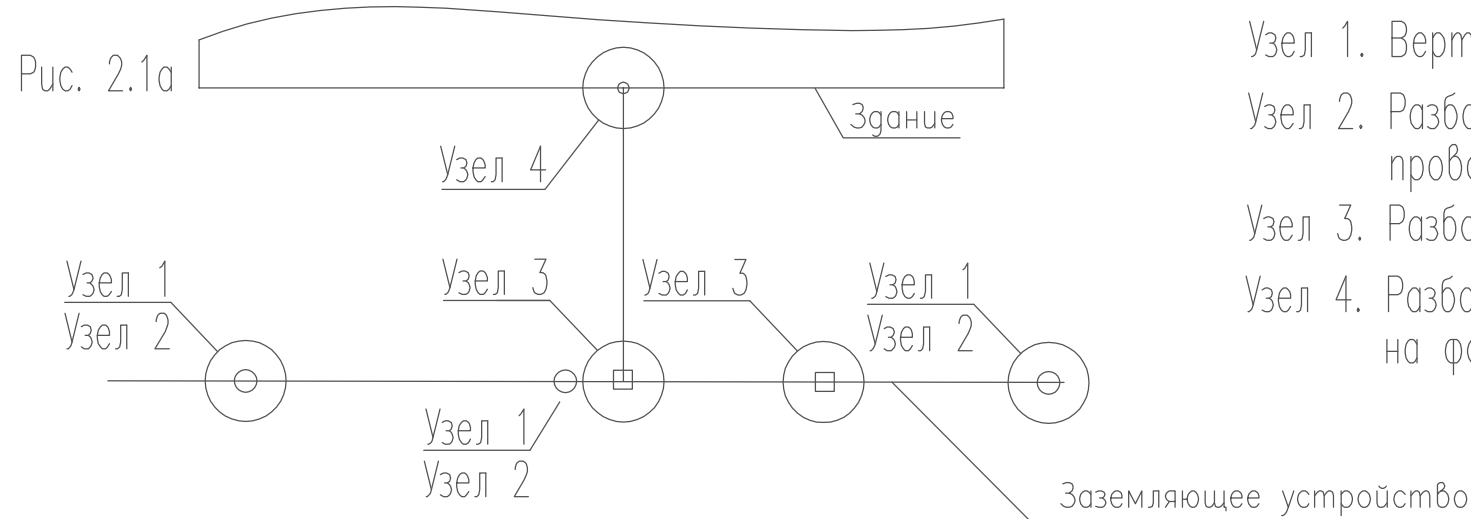 Рис. 2.1а
Здание
Узел 4
Узел 1
Узел 2
Узел 3
Узел 3
Узел 1
Узел 2
Узел 1
Узел 2
Заземляющее устройство
Узел 1.
Узел 2.
Узел 3.
Узел 4.
на